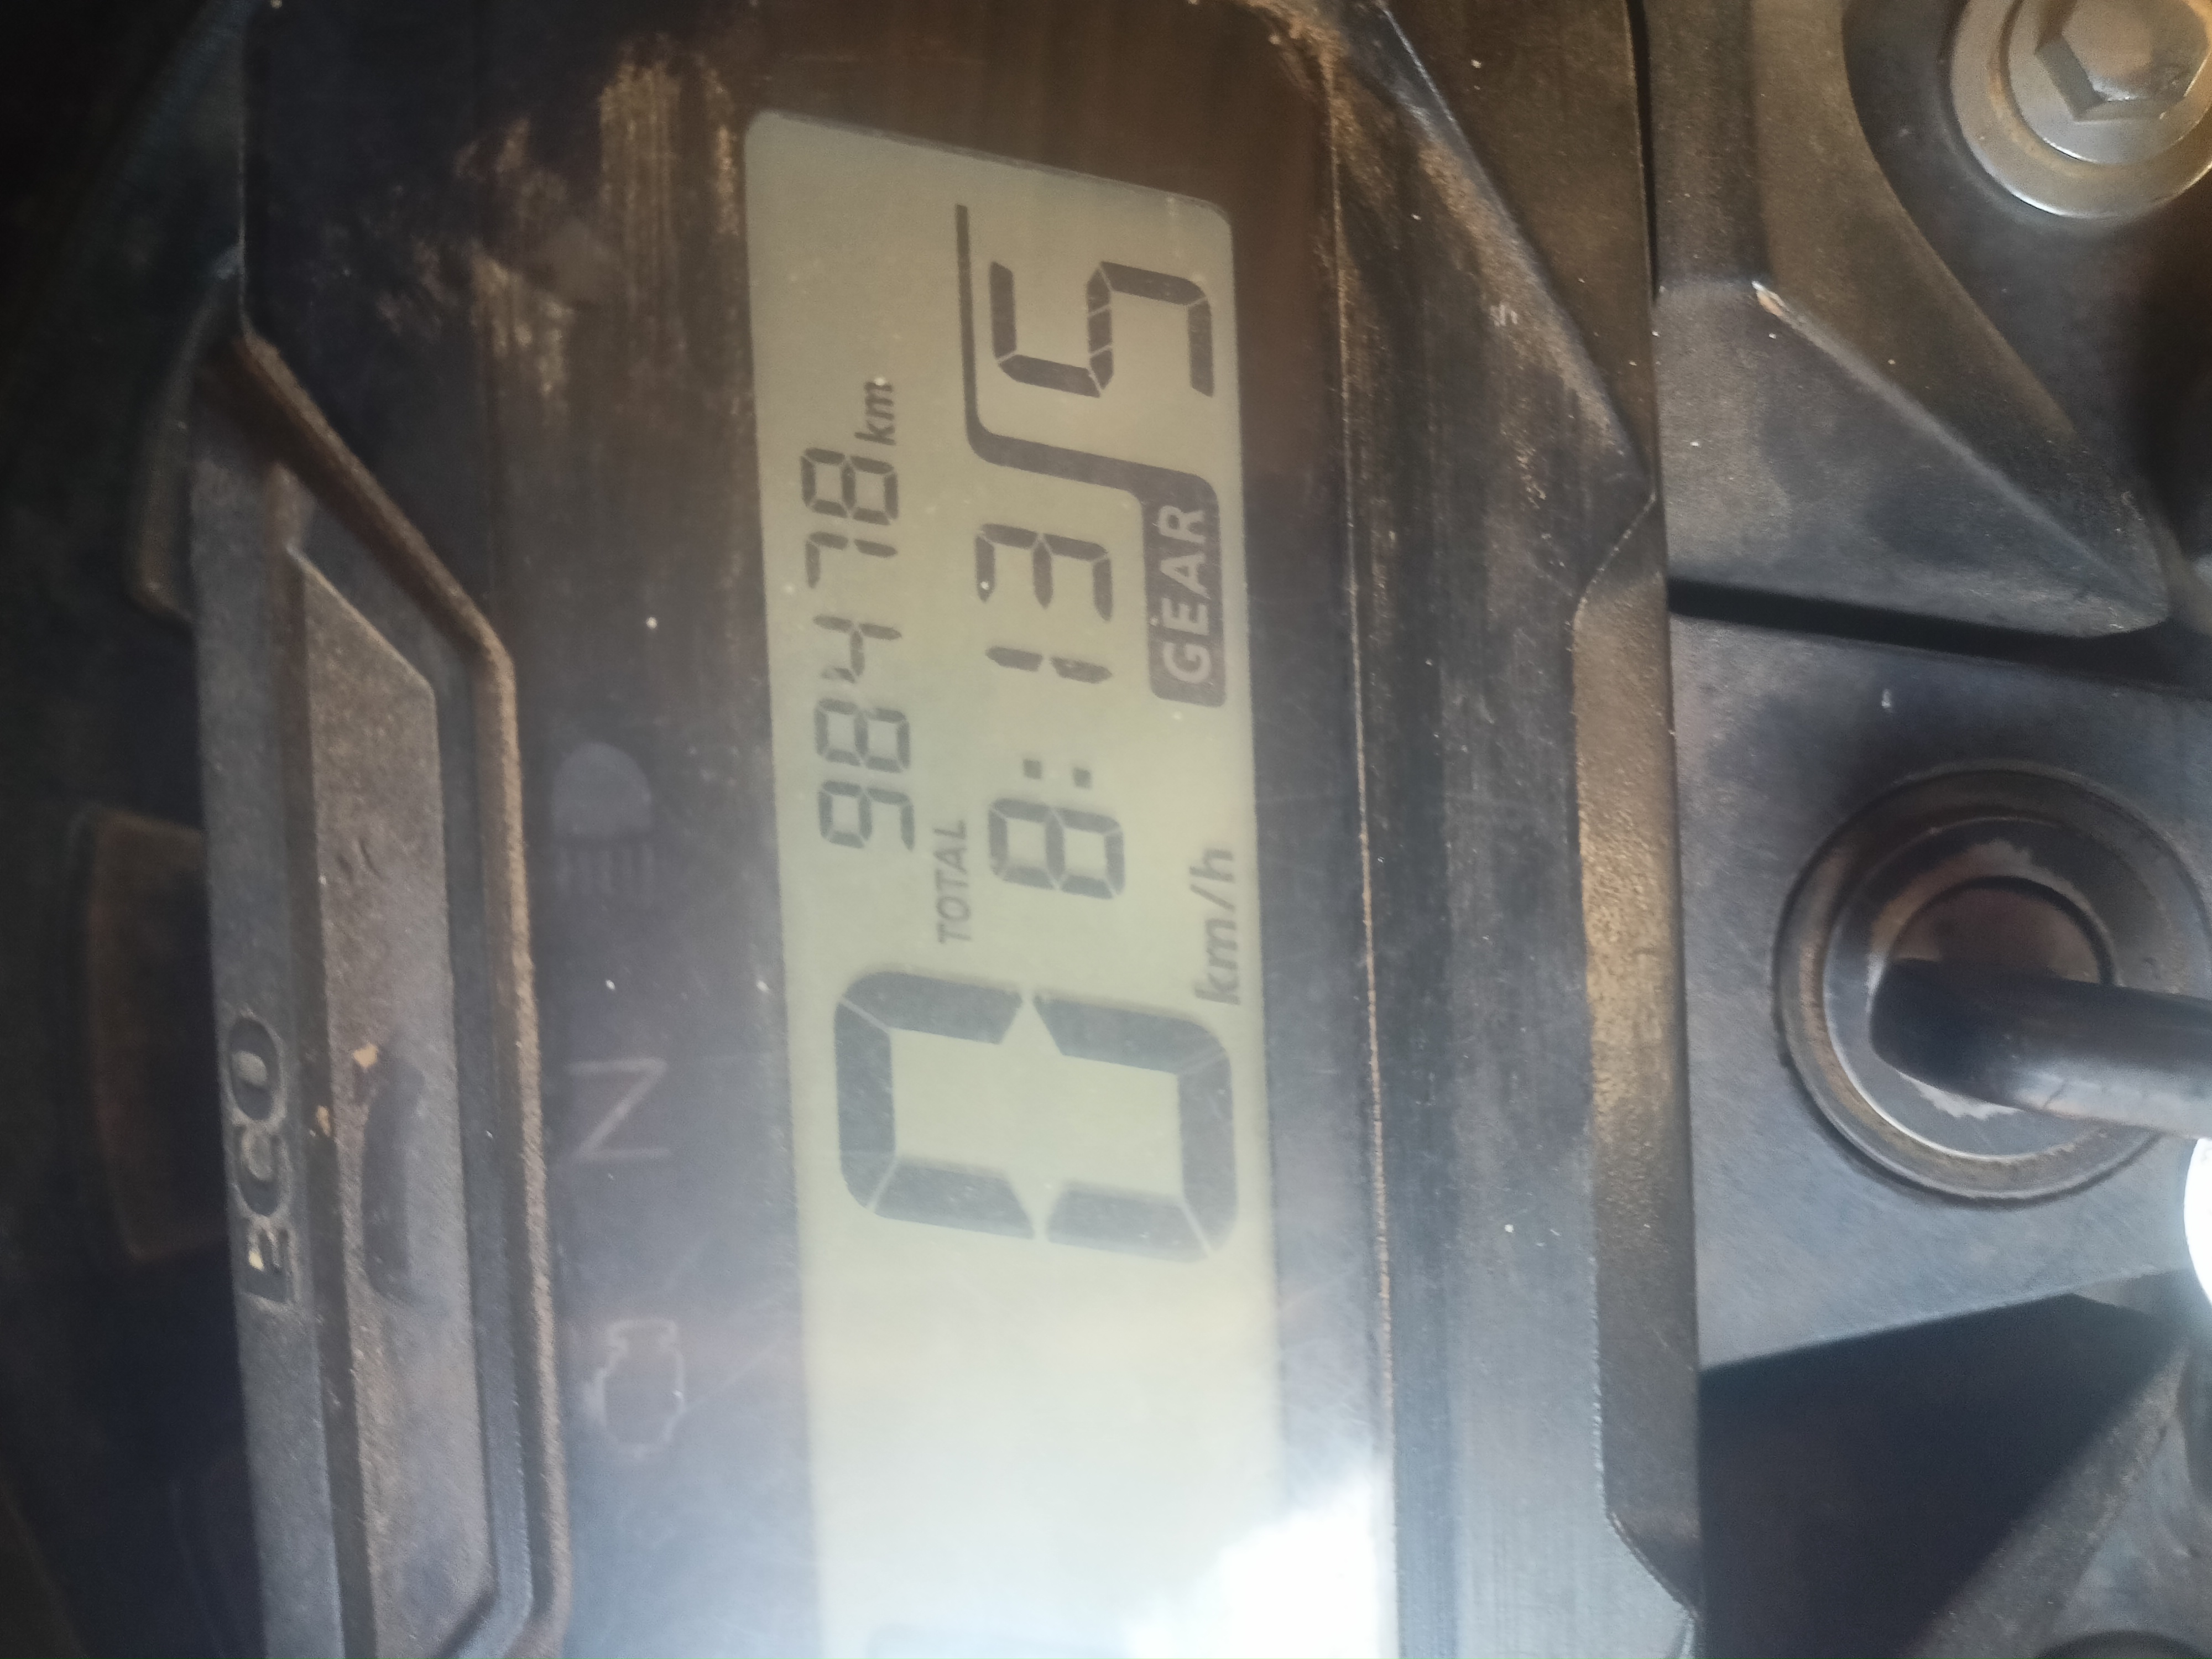 ECO
N
98478 km
TOTAL
8:13
5
GEAR
0
km/h